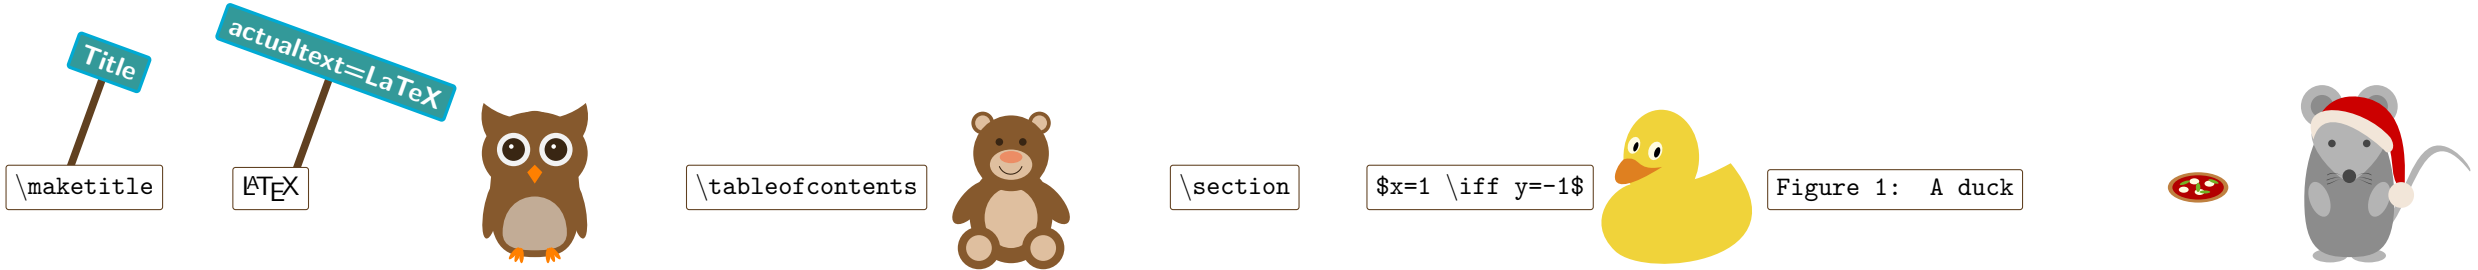 Title
actualtext=LaTeX
\maketitle
LATEX
\tableofcontents
\section
$x=1 \iff y=-1$
Figure 1: A duck